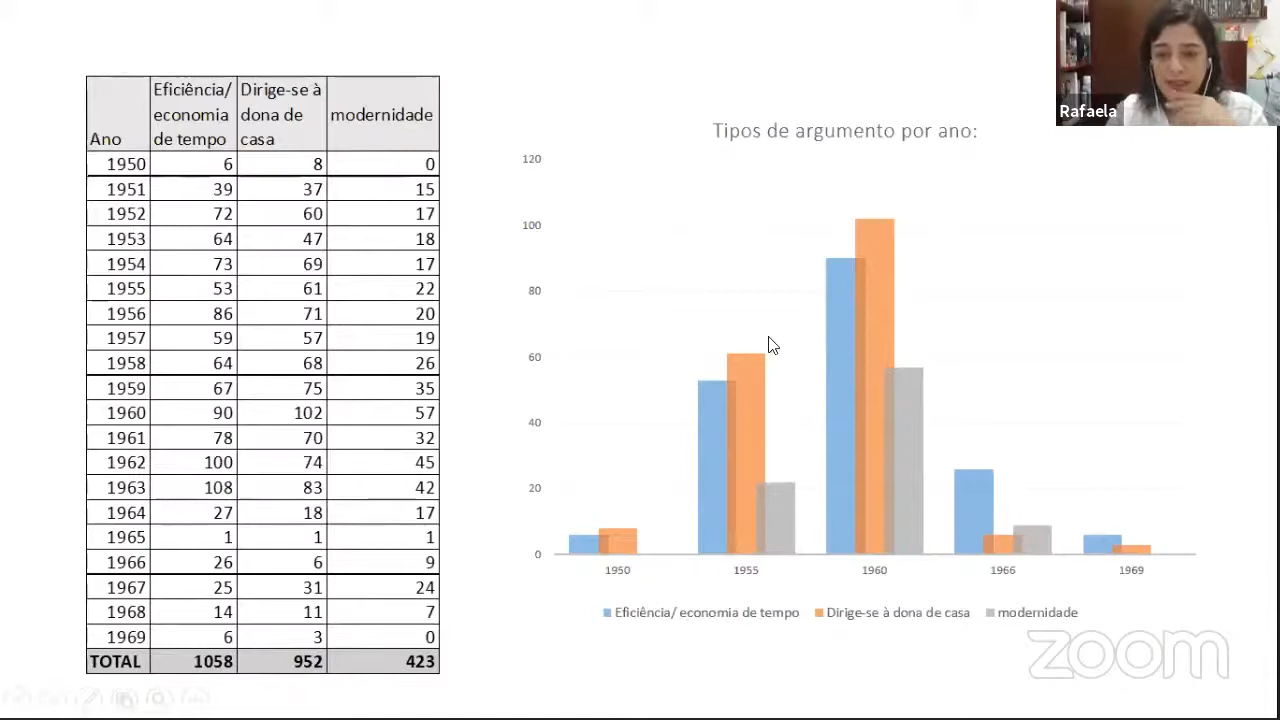 Rafaela
Ano Eficiência/ economia de tempo Dirige-se à dona de casa modernidade
1950 6 8 0
1951 39 37 15
1952 72 60 17
1953 64 47 18
1954 73 69 17
1955 53 61 22
1956 86 71 20
1957 59 57 19
1958 64 68 26
1959 67 75 35
1960 90 102 57
1961 78 70 32
1962 100 74 45
1963 108 83 42
1964 27 18 17
1965 1 1 1
1966 26 6 9
1967 25 31 24
1968 14 11 7
1969 6 3 0
TOTAL 1058 952 423
Tipos de argumento por ano:
120
100
80
60
40
20
0
1950 1955 1960 1966 1969
Eficiência/ economia de tempo Dirige-se à dona de casa modernidade
zoom